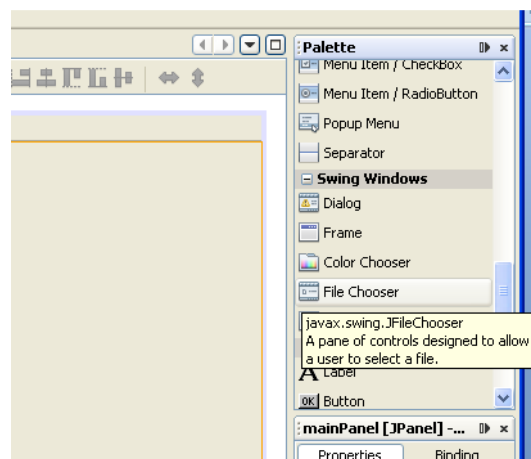 Palette
Menu Item / CheckBox
Menu Item / RadioButton
Popup Menu
Separator
Swing Windows
Dialog
Frame
Color Chooser
File Chooser
javax.swing.JFileChooser
A pane of controls designed to allow
a user to select a file.
A Label
OK Button
mainPanel [JPanel] -...
Properties Binding